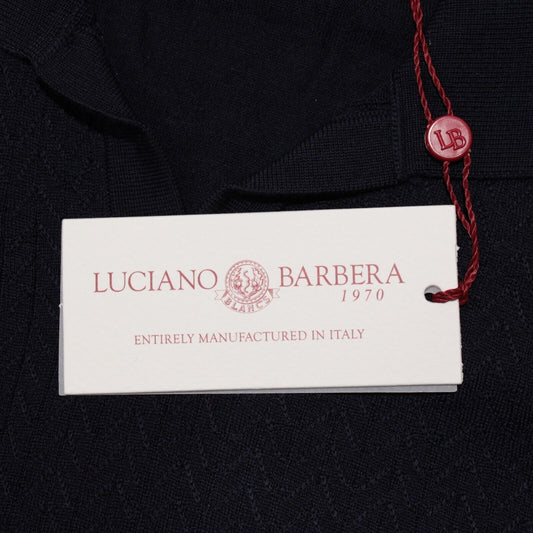 LB
LUCIANO BARBERA
1970
ENTIRELY MANUFACTURED IN ITALY